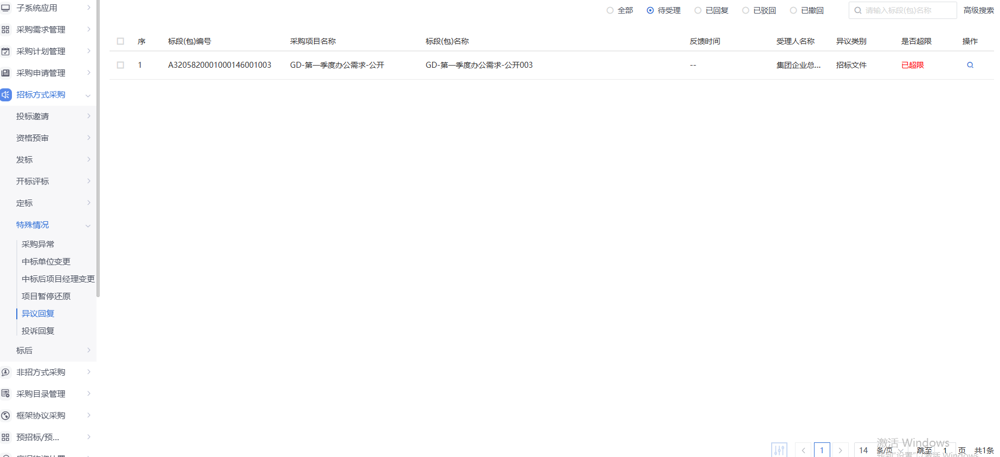 子系统应用
采购需求管理
采购计划管理
采购申请管理
招标方式采购
投标邀请
资格预审
发标
开标评标
定标
特殊情况
采购异常
中标单位变更
中标后项目经理变更
项目暂停还原
异议回复
投诉回复
标后
非招方式采购
采购目录管理
框架协议采购
预招标/预...
全部 待受理 已回复 已驳回 已撤回 请输入标段(包)名称 高级搜索
序 标段(包)编号 采购项目名称 标段(包)名称 反馈时间 受理人名称 异议类别 是否超限 操作
1 A3205820001000146001003 GD-第一季度办公需求-公开 GD-第一季度办公需求-公开003 -- 集团企业总... 招标文件 已超限
激活 Windows
1 14 条/页 跳至 1 页 共1条
转到"设置"以激活 Windows